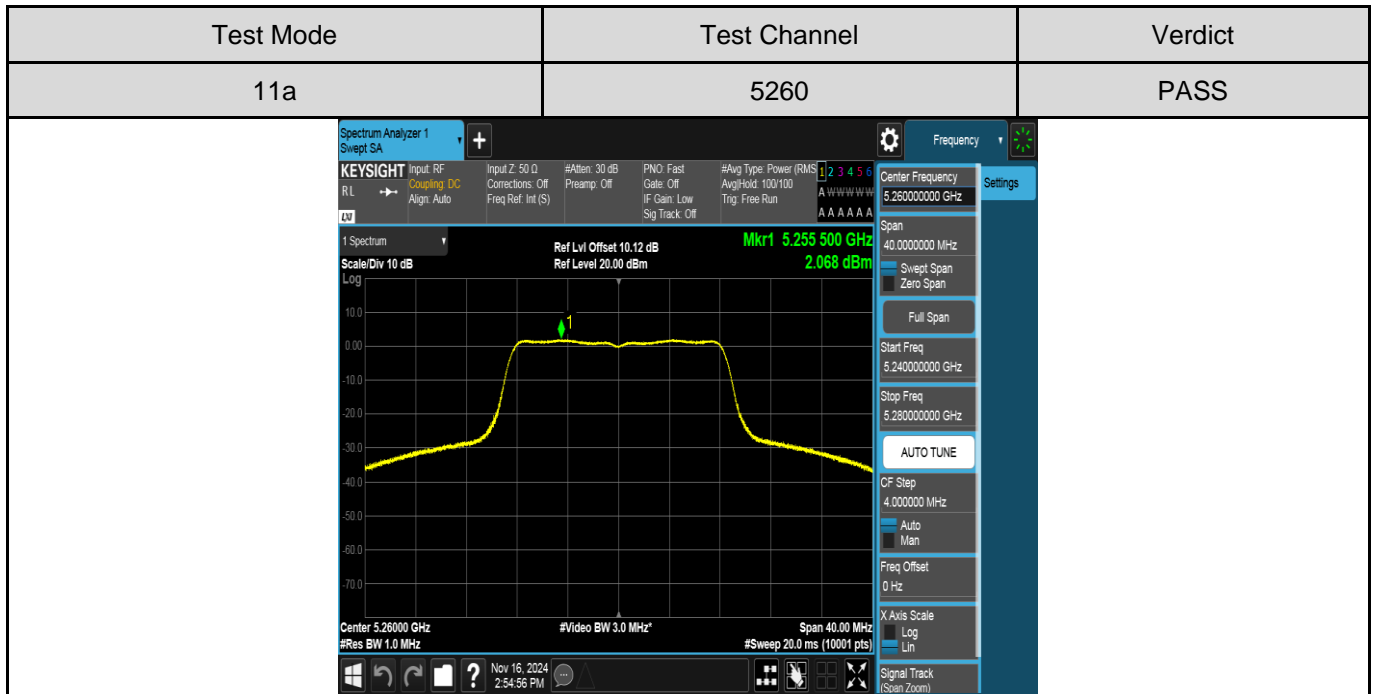 Test Mode Test Channel Verdict
11a 5260 PASS
Spectrum Analyzer 1
Swept SA
+
Frequency
KEYSIGHT
R L
LXI
Input: RF
Coupling: DC
Align: Auto
Input Z: 50 Ω
Corrections: Off
Freq Ref: Int (S)
#Atten: 30 dB
Preamp: Off
PNO: Fast
Gate: Off
IF Gain: Low
Sig Track: Off
#Avg Type: Power (RMS
Avg|Hold: 100/100
Trig: Free Run
1 2 3 4 5 6
A W W W W W
A A A A A A
1 Spectrum
Scale/Div 10 dB
Ref Lvl Offset 10.12 dB
Ref Level 20.00 dBm
Mkr1 5.255 500 GHz
2.068 dBm
Log
10.0
0.00
-10.0
-20.0
-30.0
-40.0
-50.0
-60.0
-70.0
1
Center 5.26000 GHz
#Res BW 1.0 MHz
#Video BW 3.0 MHz*
Span 40.00 MHz
#Sweep 20.0 ms (10001 pts)
?
Nov 16, 2024
2:54:56 PM
Center Frequency
5.260000000 GHz
Settings
Span
40.0000000 MHz
Swept Span
Zero Span
Full Span
Start Freq
5.240000000 GHz
Stop Freq
5.280000000 GHz
AUTO TUNE
CF Step
4.000000 MHz
Auto
Man
Freq Offset
0 Hz
X Axis Scale
Log
Lin
Signal Track
(Span Zoom)